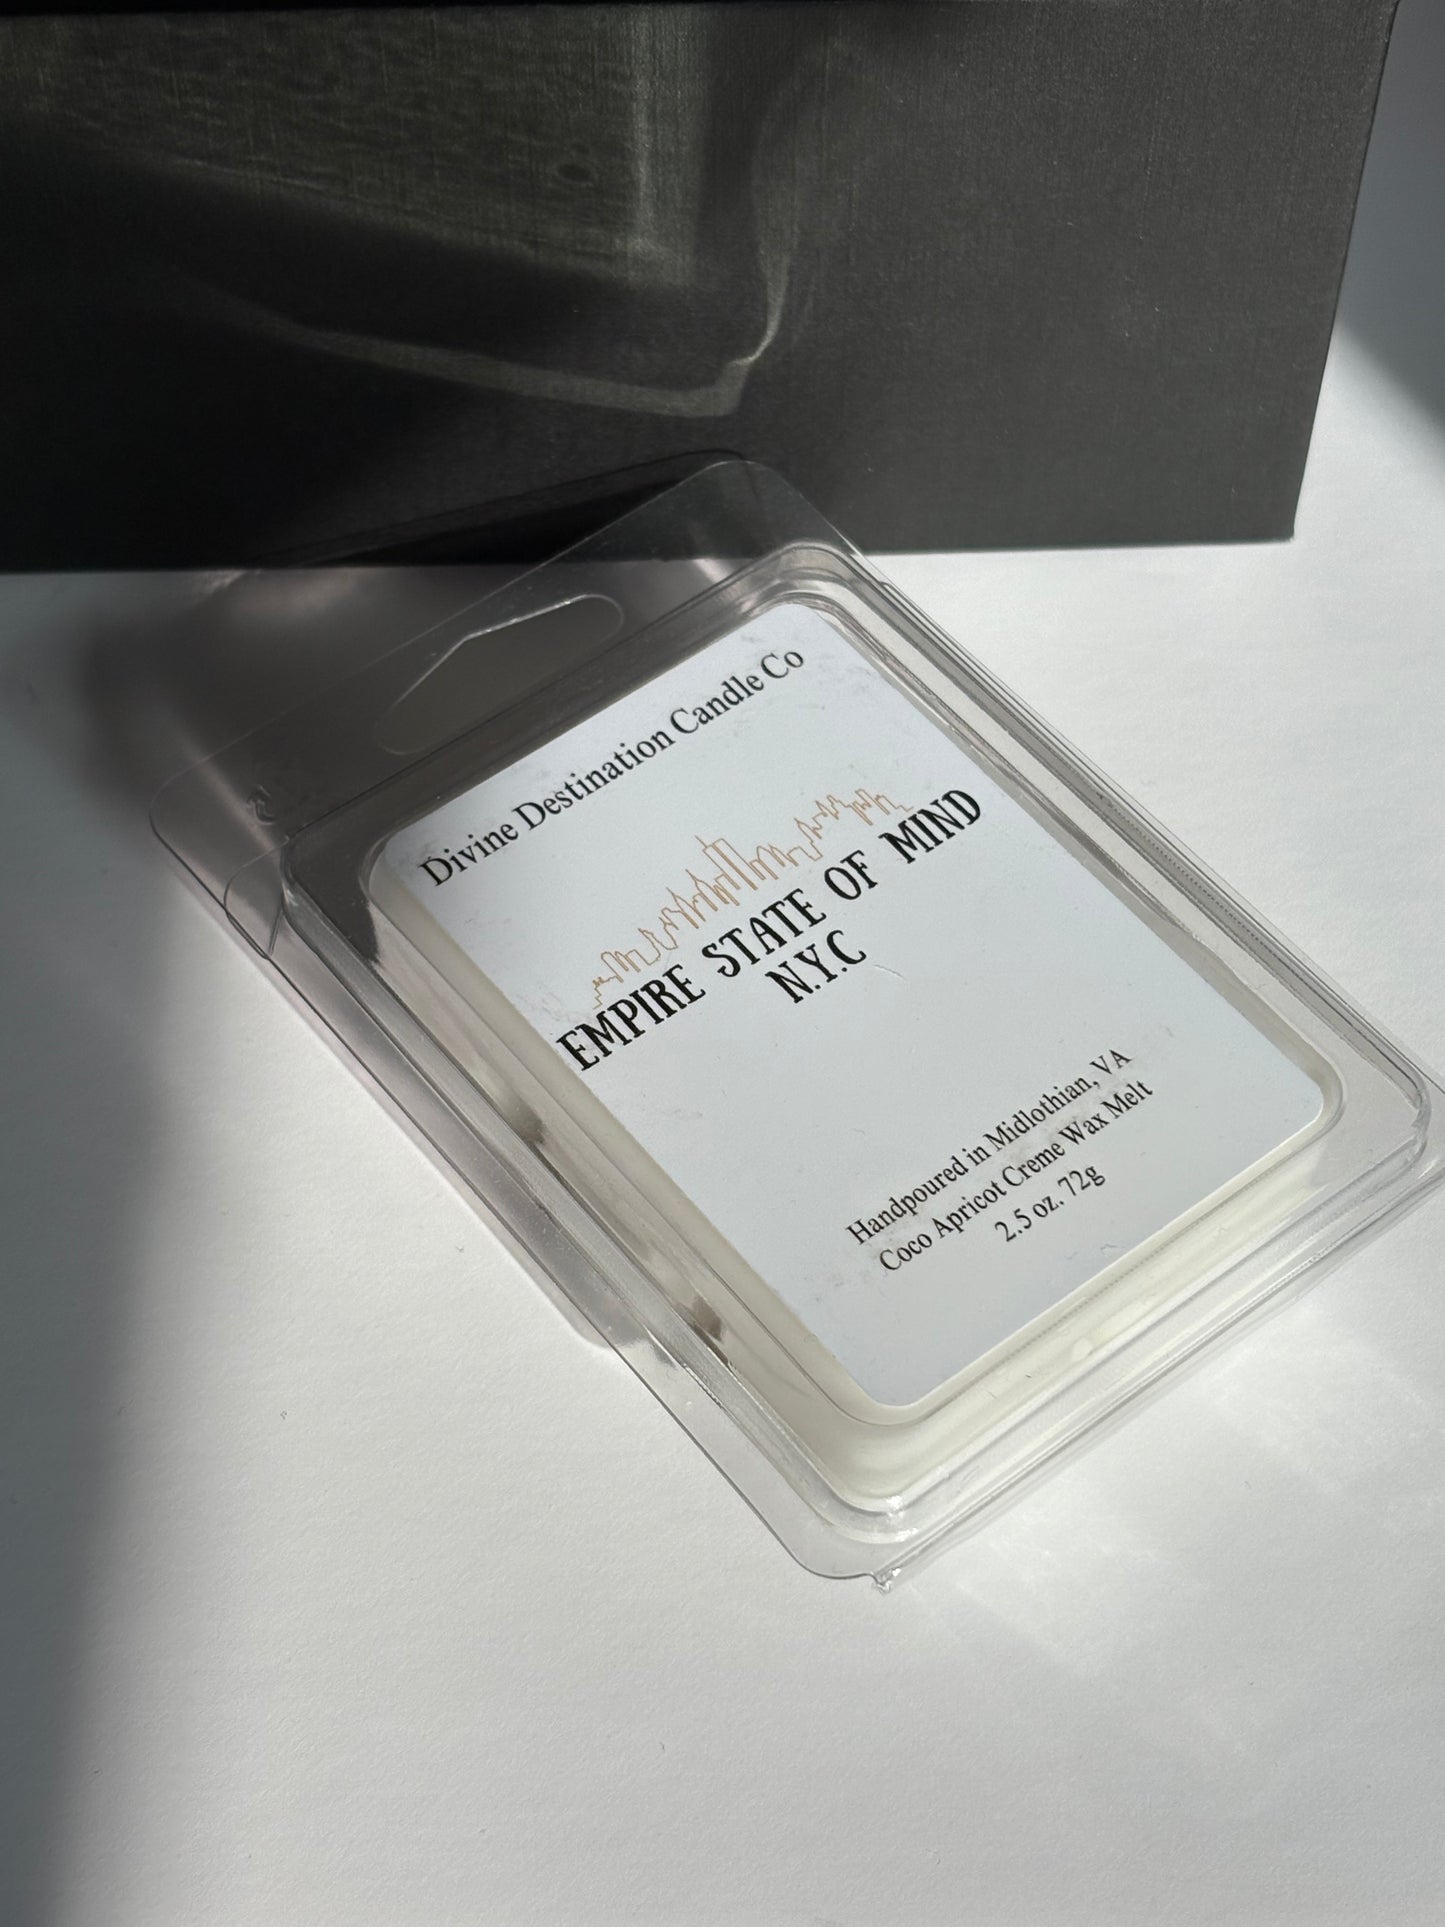 Divine Destination Candle Co
EMPIRE STATE OF MIND
N.Y.C
Handpoured in Midlothian, VA
Coco Apricot Creme Wax Melt
2.5 oz. 72g